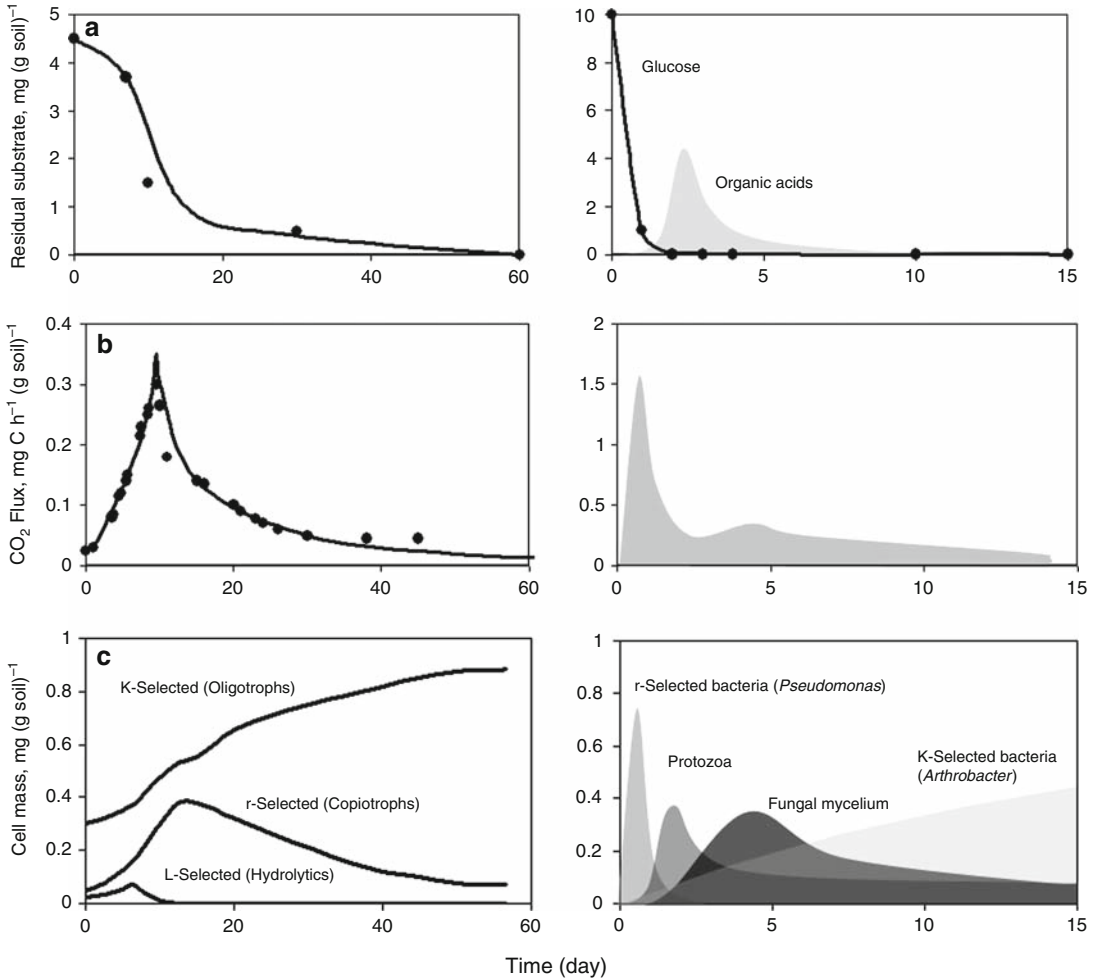 a
Residual substrate, mg (g soil)⁻¹
5
4
3
2
1
0
0 20 40 60
10
8
6
4
2
0
Glucose
Organic acids
0 5 10 15
b
CO₂ Flux, mg C h⁻¹ (g soil)⁻¹
0.4
0.3
0.2
0.1
0
0 20 40 60
2
1.5
1
0.5
0
0 5 10 15
c
Cell mass, mg (g soil)⁻¹
1
0.8
0.6
0.4
0.2
0
K-Selected (Oligotrophs)
r-Selected (Copiotrophs)
L-Selected (Hydrolytics)
0 20 40 60
1
0.8
0.6
0.4
0.2
0
r-Selected bacteria (Pseudomonas)
Protozoa
K-Selected bacteria
(Arthrobacter)
Fungal mycelium
0 5 10 15
Time (day)